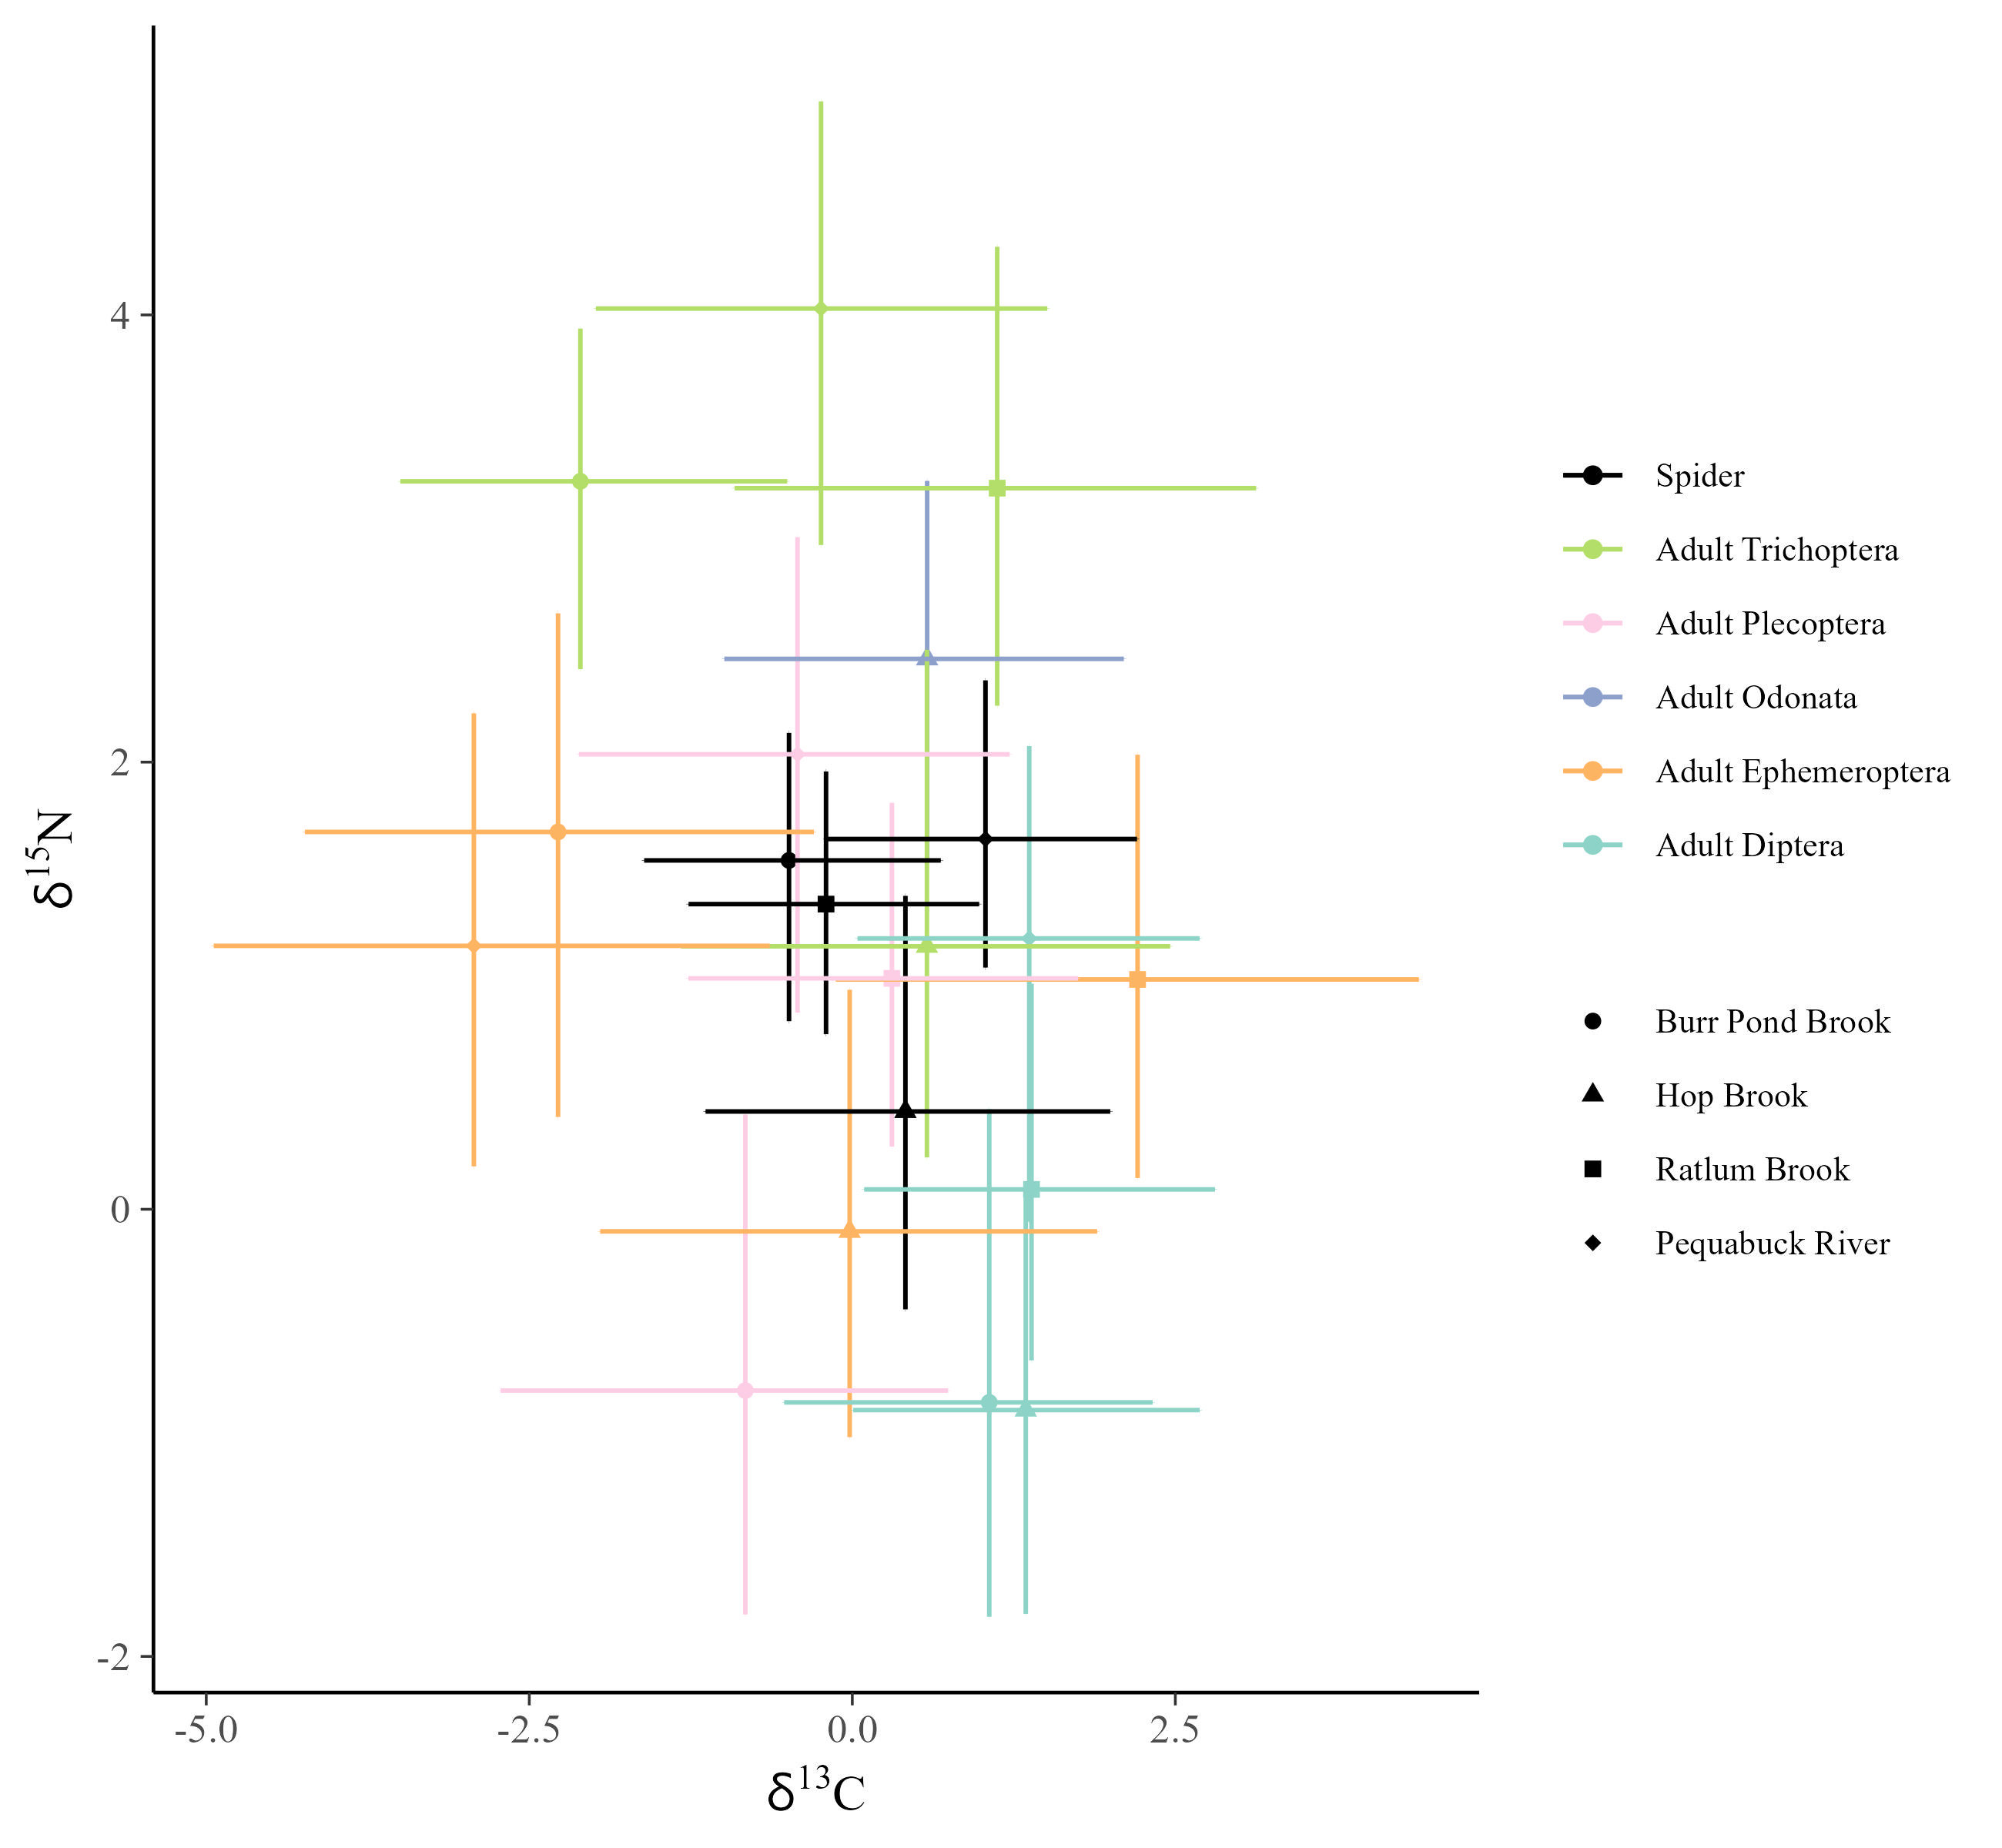 4
2
0
-2
δ¹⁵N
-5.0 -2.5 0.0 2.5
δ¹³C
Spider
Adult Trichoptera
Adult Plecoptera
Adult Odonata
Adult Ephemeroptera
Adult Diptera
Burr Pond Brook
Hop Brook
Ratlum Brook
Pequabuck River